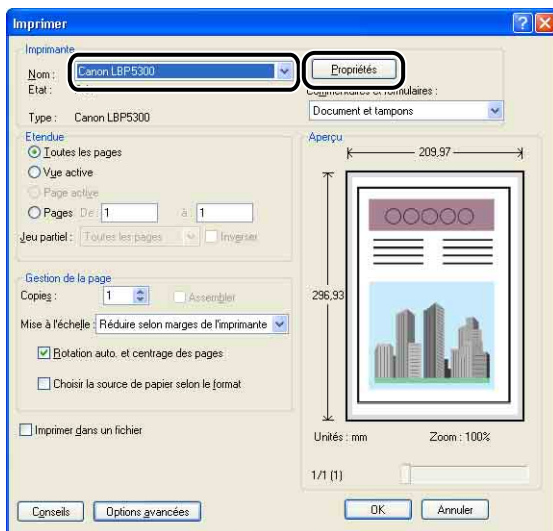 Imprimer
Imprimante
Nom : Canon LBP5300 Propriétés
Etat :
Type : Canon LBP5300
Document et tampons
Etendue
Toutes les pages
Vue active
Page active
Pages De : 1 à : 1
Jeu partiel : Toutes les pages Inverser
Gestion de la page
Copies : 1 Assembler
Mise à l'échelle : Réduire selon marges de l'imprimante
Rotation auto. et centrage des pages
Choisir la source de papier selon le format
Imprimer dans un fichier
Aperçu
209,97
296,93
Unités : mm Zoom : 100%
1/1 (1)
Conseils Options avancées OK Annuler